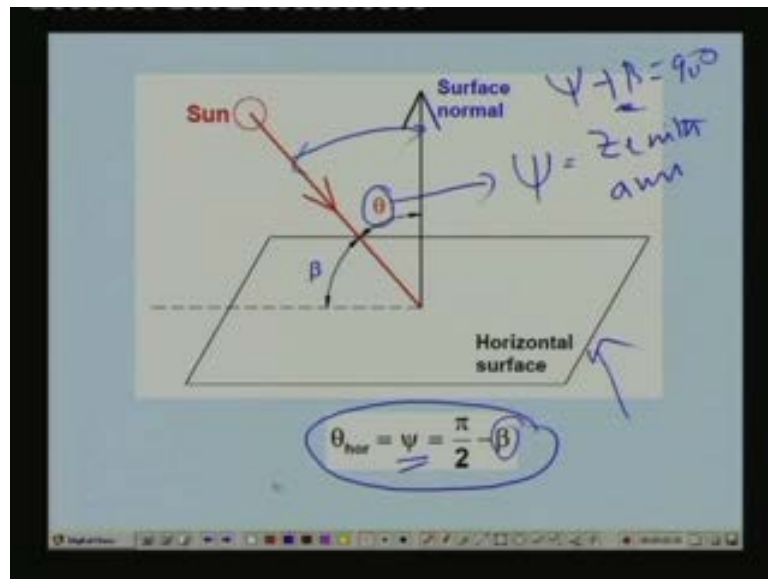 Sun
Surface
normal
ψ + β = 90°
θ
ψ = zenith
β
Horizontal
surface
θhor = ψ = π/2 - β